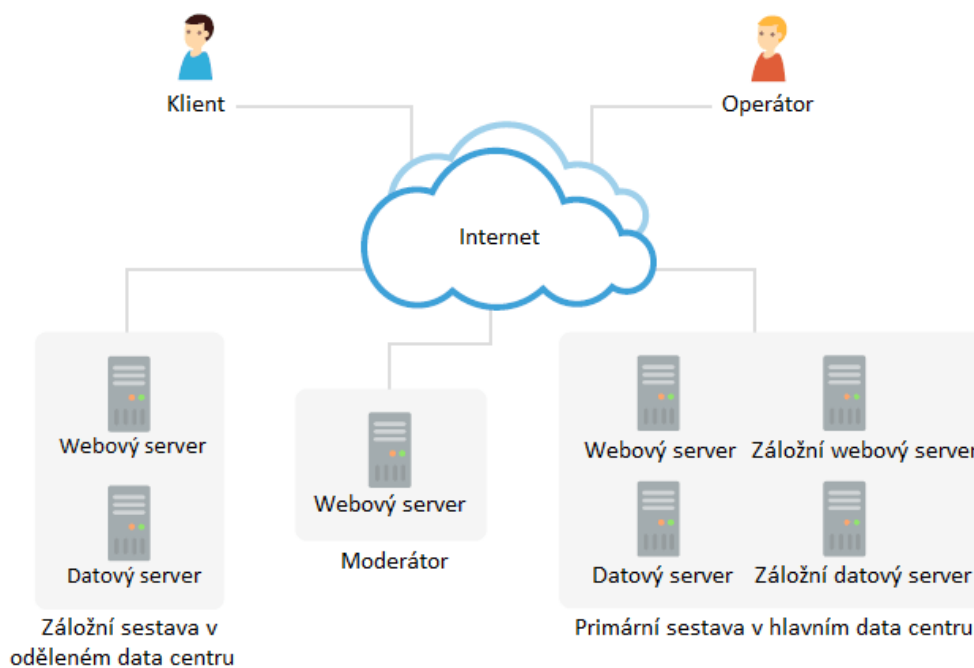 Klient
Operátor
Internet
Webový server
Datový server
Záložní sestava v
odděleném data centru
Webový server
Moderátor
Webový server
Záložní webový server
Datový server
Záložní datový server
Primární sestava v hlavním data centru